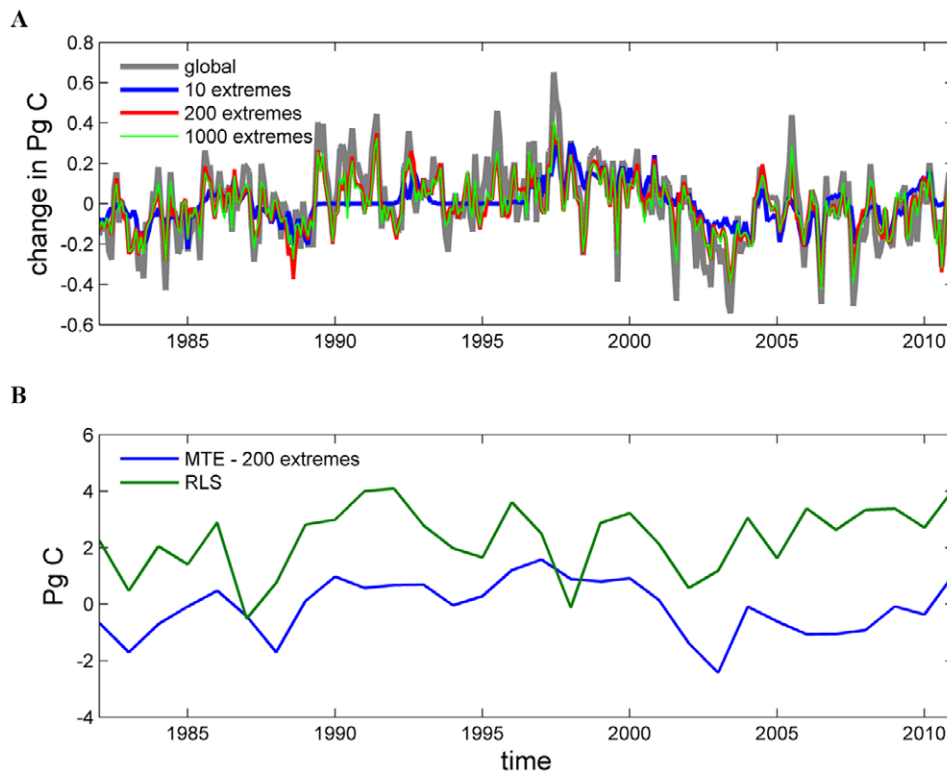 A
change in Pg C
0.8
0.6
0.4
0.2
0
-0.2
-0.4
-0.6
global
10 extremes
200 extremes
1000 extremes
1985 1990 1995 2000 2005 2010
B
Pg C
6
4
2
0
-2
-4
MTE - 200 extremes
RLS
1985 1990 1995 2000 2005 2010
time